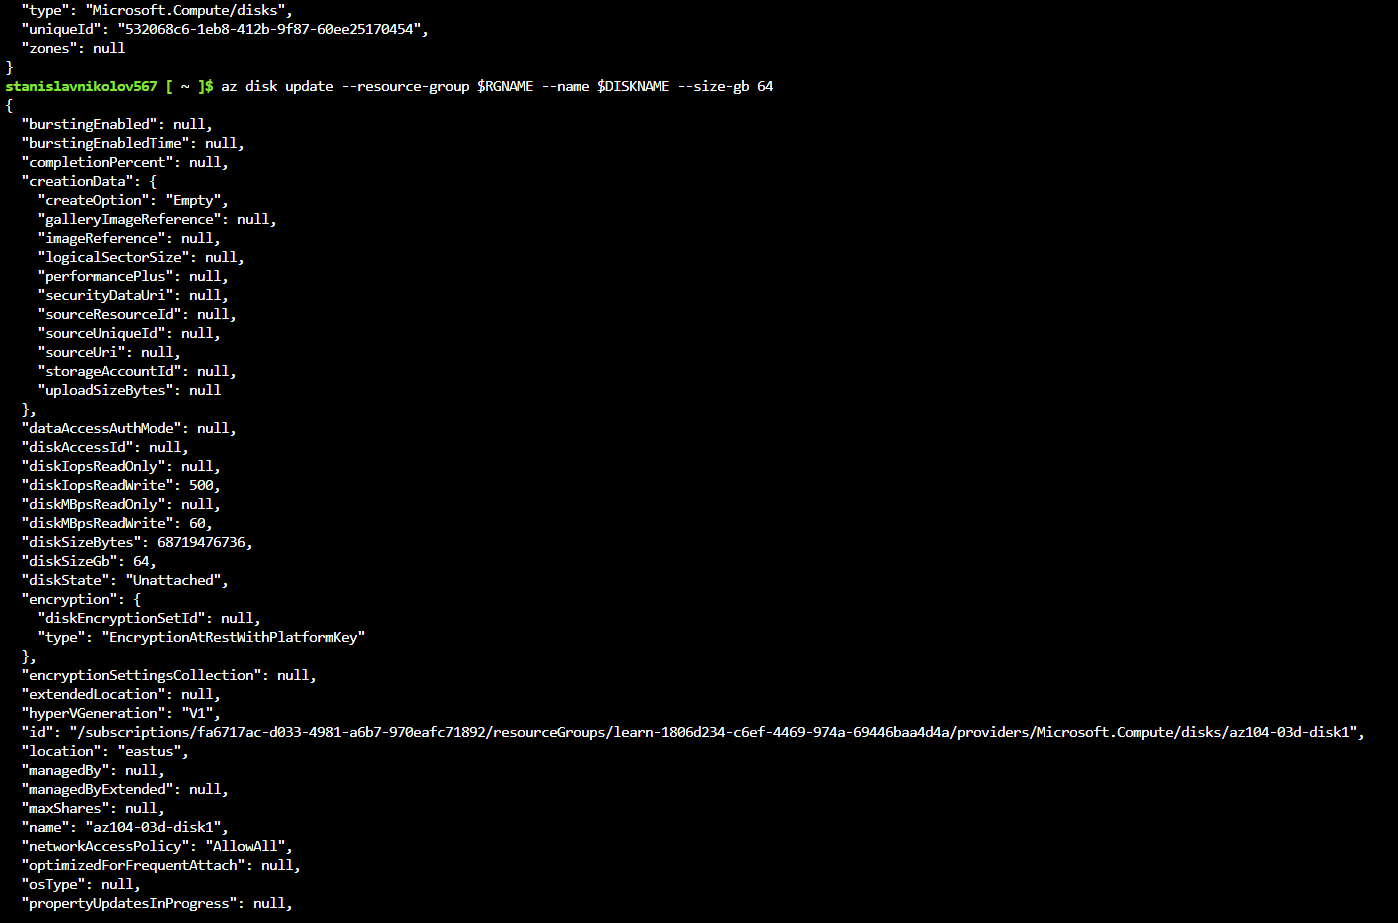 "type": "Microsoft.Compute/disks",
"uniqueId": "532068c6-1eb8-412b-9f87-60ee25170454",
"zones": null
}
stanislavnikolov567 [ ~ ]$ az disk update --resource-group $RGNAME --name $DISKNAME --size-gb 64
{
"burstingEnabled": null,
"burstingEnabledTime": null,
"completionPercent": null,
"creationData": {
"createOption": "Empty",
"galleryImageReference": null,
"imageReference": null,
"logicalSectorSize": null,
"performancePlus": null,
"securityDataUri": null,
"sourceResourceId": null,
"sourceUniqueId": null,
"sourceUri": null,
"storageAccountId": null,
"uploadSizeBytes": null
},
"dataAccessAuthMode": null,
"diskAccessId": null,
"diskIopsReadOnly": null,
"diskIopsReadWrite": 500,
"diskMBpsReadOnly": null,
"diskMBpsReadWrite": 60,
"diskSizeBytes": 68719476736,
"diskSizeGb": 64,
"diskState": "Unattached",
"encryption": {
"diskEncryptionSetId": null,
"type": "EncryptionAtRestWithPlatformKey"
},
"encryptionSettingsCollection": null,
"extendedLocation": null,
"hyperVGeneration": "V1",
"id": "/subscriptions/fa6717ac-d033-4981-a6b7-970eafc71892/resourceGroups/learn-1806d234-c6ef-4469-974a-69446baa4d4a/providers/Microsoft.Compute/disks/az104-03d-disk1",
"location": "eastus",
"managedBy": null,
"managedByExtended": null,
"maxShares": null,
"name": "az104-03d-disk1",
"networkAccessPolicy": "AllowAll",
"optimizedForFrequentAttach": null,
"osType": null,
"propertyUpdatesInProgress": null,